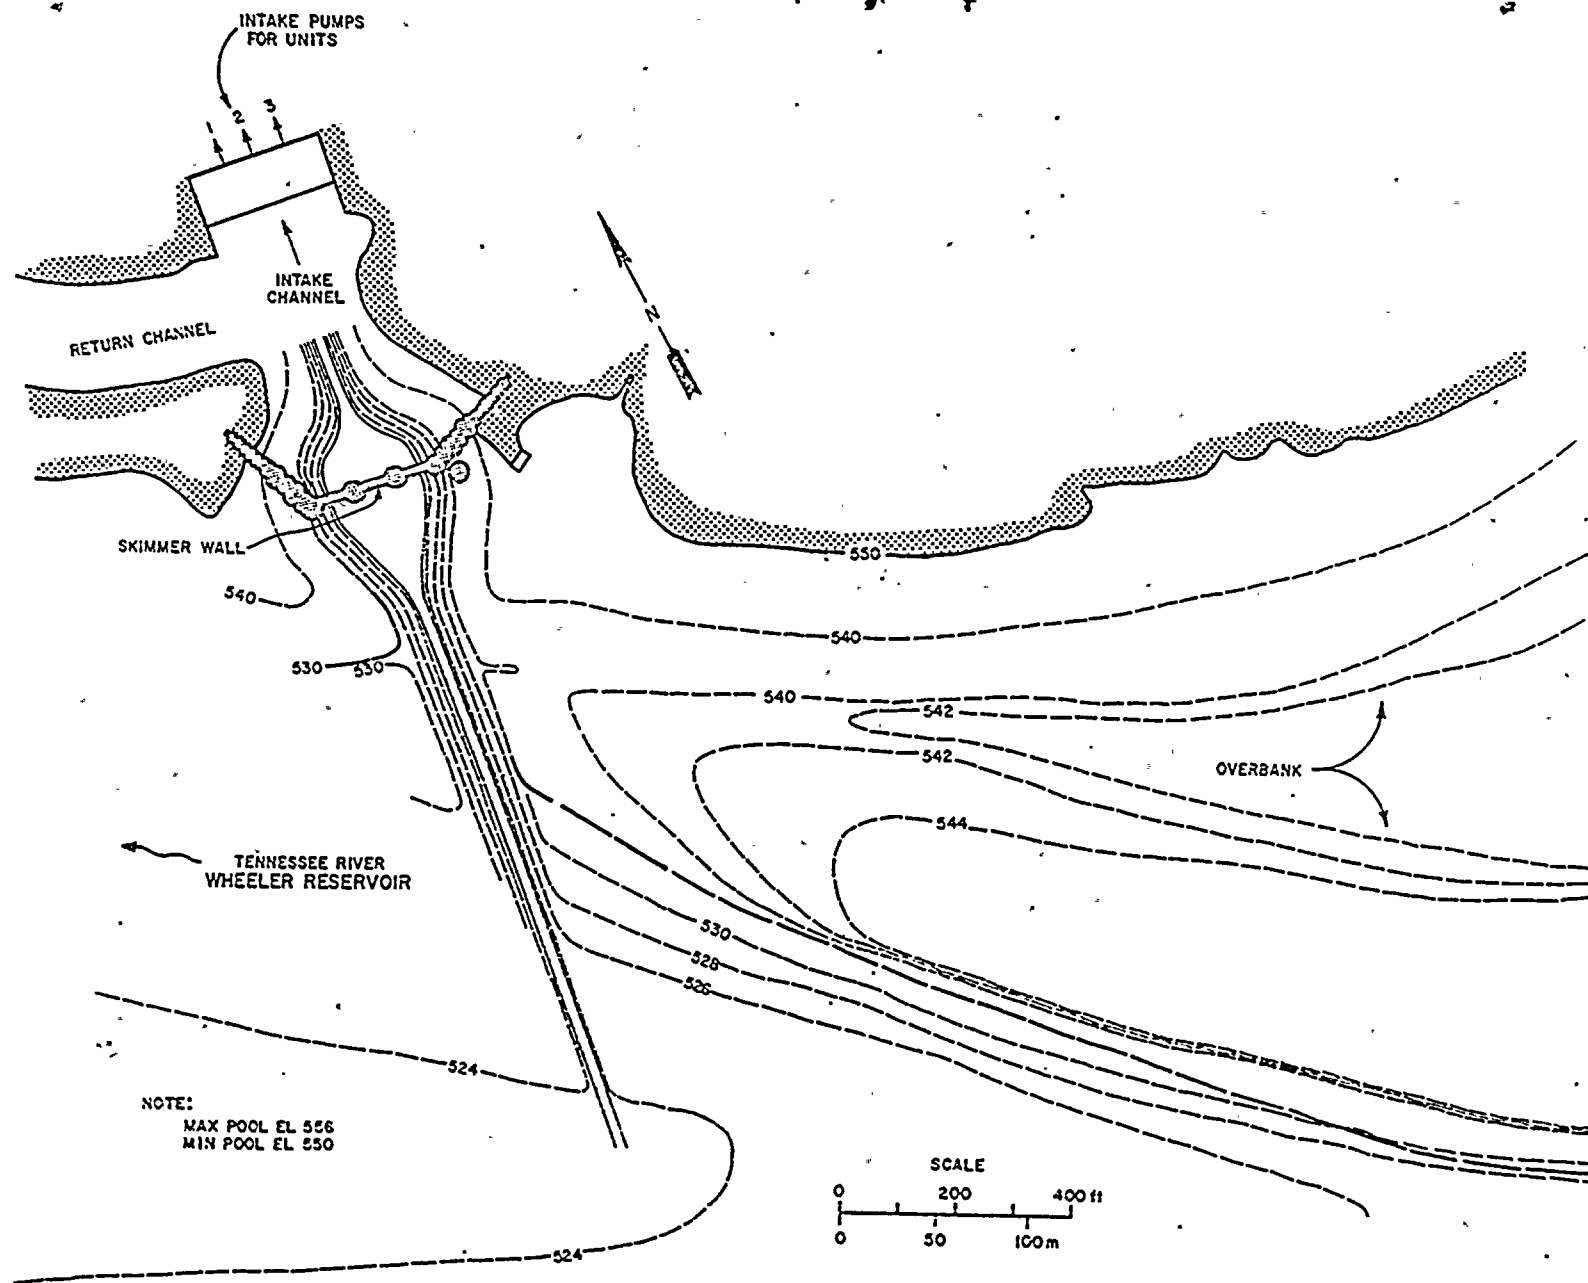 INTAKE PUMPS
FOR UNITS
1 2 3
INTAKE
CHANNEL
RETURN CHANNEL
N
SKIMMER WALL
550
540
540
530 530
540
542
542
OVERBANK
544
TENNESSEE RIVER
WHEELER RESERVOIR
530
528
526
524
NOTE:
MAX POOL EL 556
MIN POOL EL 550
SCALE
0 200 400 ft
0 50 100 m
524